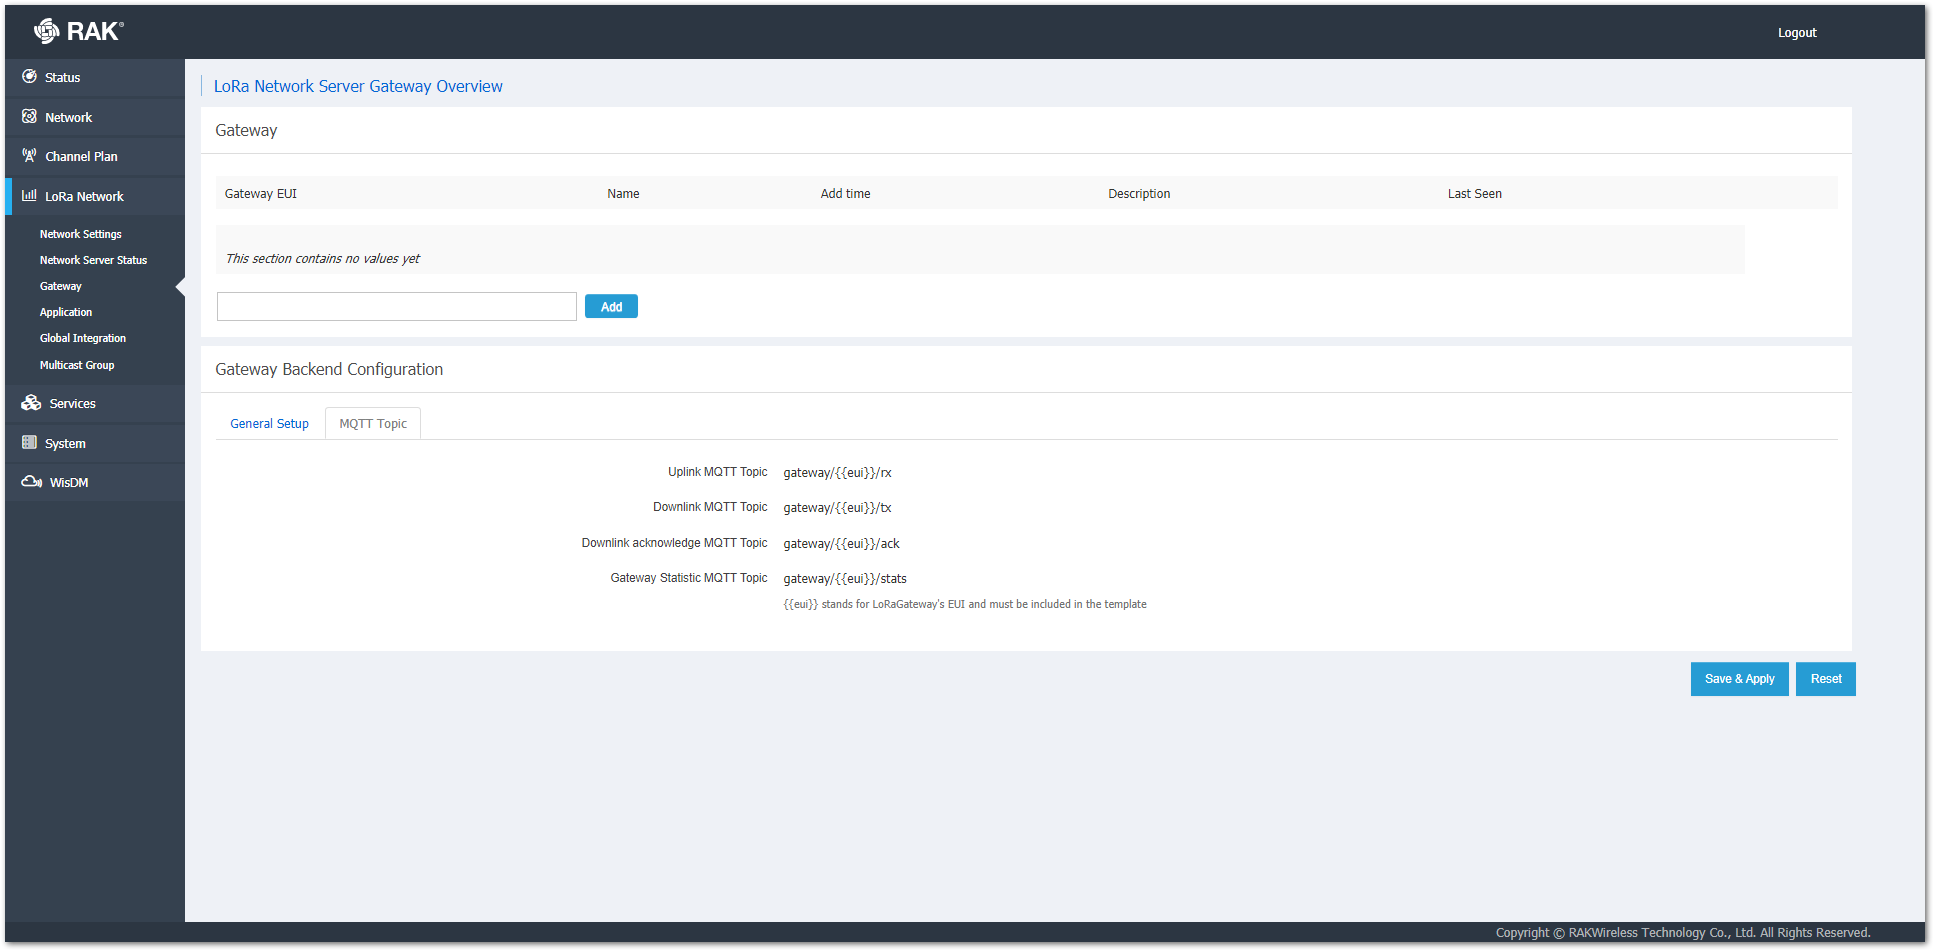 RAK®
Logout
Status
Network
Channel Plan
LoRa Network
Network Settings
Network Server Status
Gateway
Application
Global Integration
Multicast Group
Services
System
WisDM
LoRa Network Server Gateway Overview
Gateway
Gateway EUI Name Add time Description Last Seen
This section contains no values yet
Add
Gateway Backend Configuration
General Setup MQTT Topic
Uplink MQTT Topic gateway/{{eui}}/rx
Downlink MQTT Topic gateway/{{eui}}/tx
Downlink acknowledge MQTT Topic gateway/{{eui}}/ack
Gateway Statistic MQTT Topic gateway/{{eui}}/stats
{{eui}} stands for LoRaGateway's EUI and must be included in the template
Save & Apply Reset
Copyright © RAKWireless Technology Co., Ltd. All Rights Reserved.